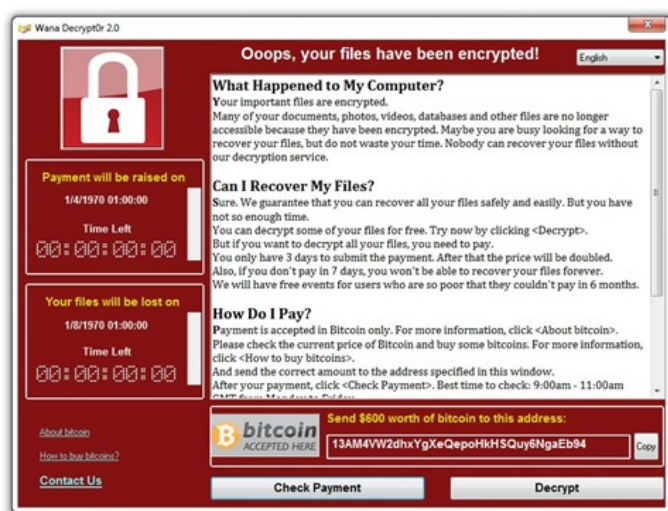 Wana Decrypt0r 2.0
Ooops, your files have been encrypted!
English
What Happened to My Computer?
Your important files are encrypted.
Many of your documents, photos, videos, databases and other files are no longer
accessible because they have been encrypted. Maybe you are busy looking for a way to
recover your files, but do not waste your time. Nobody can recover your files without
our decryption service.
Can I Recover My Files?
Sure. We guarantee that you can recover all your files safely and easily. But you have
not so enough time.
You can decrypt some of your files for free. Try now by clicking <Decrypt>.
But if you want to decrypt all your files, you need to pay.
You only have 3 days to submit the payment. After that the price will be doubled.
Also, if you don't pay in 7 days, you won't be able to recover your files forever.
We will have free events for users who are so poor that they couldn't pay in 6 months.
How Do I Pay?
Payment is accepted in Bitcoin only. For more information, click <About bitcoin>.
Please check the current price of Bitcoin and buy some bitcoins. For more information,
click <How to buy bitcoins>.
And send the correct amount to the address specified in this window.
After your payment, click <Check Payment>. Best time to check: 9:00am - 11:00am
GMT from Monday to Friday.
Payment will be raised on
1/4/1970 01:00:00
Time Left
00:00:00:00
Your files will be lost on
1/8/1970 01:00:00
Time Left
00:00:00:00
About bitcoin
How to buy bitcoins?
Contact Us
bitcoin
ACCEPTED HERE
Send $600 worth of bitcoin to this address:
13AM4VW2dhxYgXeQepoHkHSQuy6NgaEb94
Copy
Check Payment
Decrypt